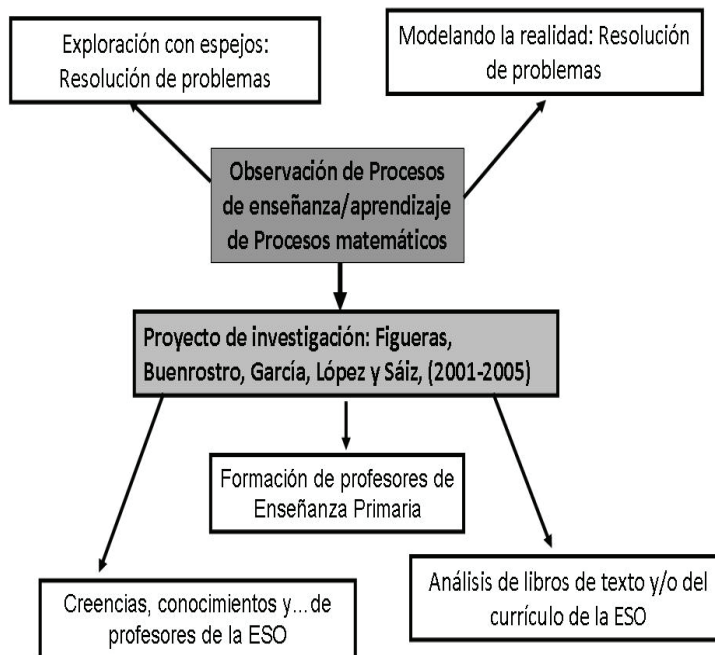 Exploración con espejos:
Resolución de problemas
Modelando la realidad: Resolución
de problemas
Observación de Procesos
de enseñanza/aprendizaje
de Procesos matemáticos
Proyecto de investigación: Figueras,
Buenrostro, García, López y Sáiz, (2001-2005)
Formación de profesores de
Enseñanza Primaria
Creencias, conocimientos y...de
profesores de la ESO
Análisis de libros de texto y/o del
currículo de la ESO